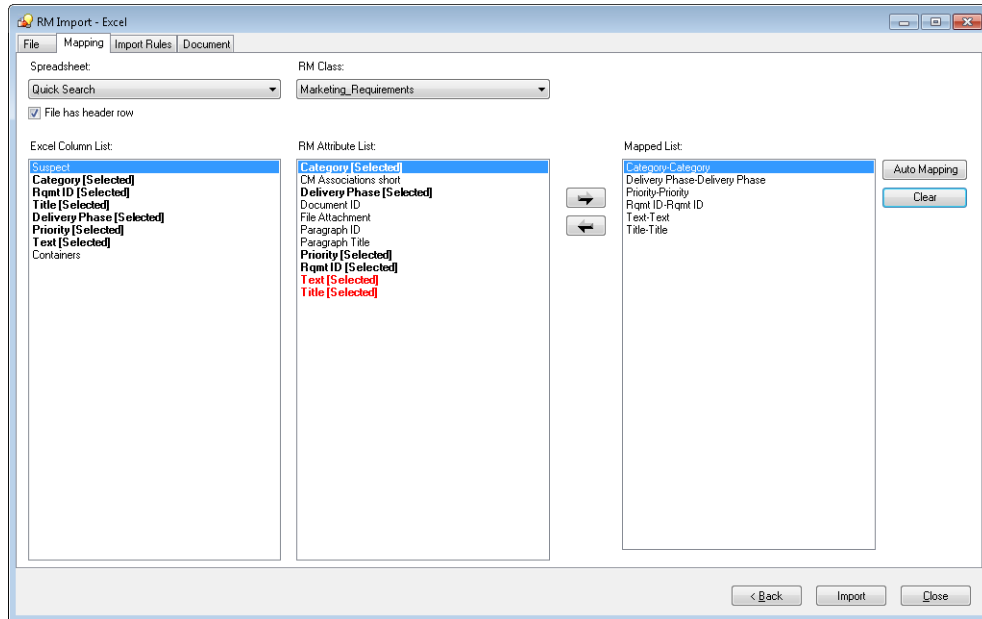 RM Import - Excel
File Mapping Import Rules Document
Spreadsheet: RM Class:
Quick Search Marketing_Requirements
File has header row
Excel Column List: RM Attribute List: Mapped List:
Suspect
Category [Selected]
Rqmt ID [Selected]
Title [Selected]
Delivery Phase [Selected]
Priority [Selected]
Text [Selected]
Containers
Category [Selected]
CM Associations short
Delivery Phase [Selected]
Document ID
File Attachment
Paragraph ID
Paragraph Title
Priority [Selected]
Rqmt ID [Selected]
Text [Selected]
Title [Selected]
Category-Category
Delivery Phase-Delivery Phase
Priority-Priority
Rqmt ID-Rqmt ID
Text-Text
Title-Title
Auto Mapping
Clear
< Back Import Close